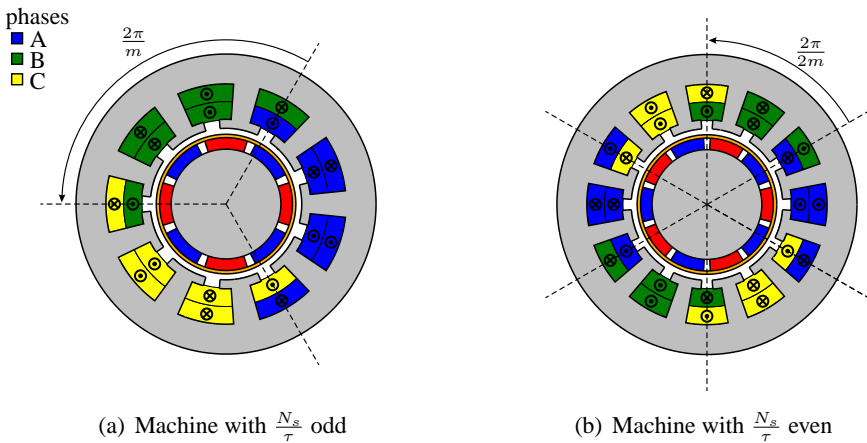 phases
A
B
C
2π/m
2π/2m
(a) Machine with N_s/τ odd
(b) Machine with N_s/τ even